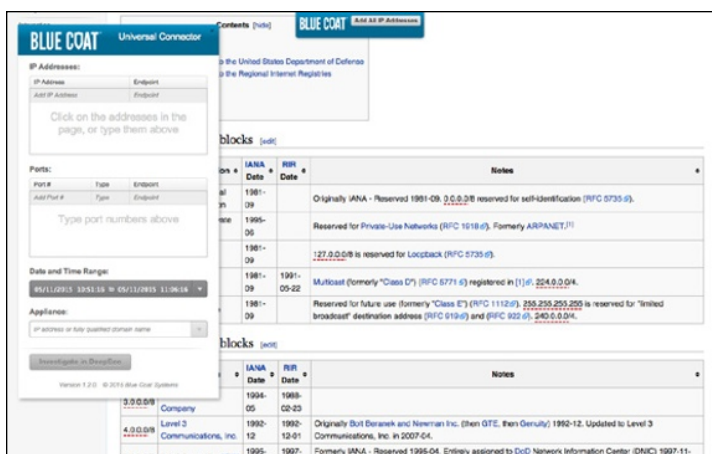 BLUE COAT Universal Connector
IP Addresses:
IP Address Endpoint
Add IP Address Endpoint
Click on the addresses in the
page, or type them above
Ports:
Port # Type Endpoint
Add Port # Type Endpoint
Type port numbers above
Date and Time Range:
05/11/2015 10:51:16 to 05/11/2015 11:06:16
Appliance:
IP address or fully qualified domain name
Investigate in DeepSee
Version 1.2.0 © 2015 Blue Coat Systems
Contents [hide]
BLUE COAT Add All IP Addresses
to the United States Department of Defense
to the Regional Internet Registries
blocks [edit]
IANA Date RIR Date Notes
1981-09 Originally IANA - Reserved 1981-09. 0.0.0.0/8 reserved for self-identification (RFC 5735).
1995-06 Reserved for Private-Use Networks (RFC 1918). Formerly ARPANET.[1]
1981-09 127.0.0.0/8 is reserved for Loopback (RFC 5735).
1981-09 1991-05-22 Multicast (formerly "Class D") (RFC 5771) registered in [1], 224.0.0.0/4.
1981-09 Reserved for future use (formerly "Class E") (RFC 1112). 255.255.255.255 is reserved for "limited
broadcast" destination address (RFC 919) and (RFC 922). 240.0.0.0/4.
blocks [edit]
IANA Date RIR Date Notes
3.0.0.0/8 Company 1994-05 1988-02-23
4.0.0.0/8 Level 3
Communications, Inc. 1992-12 1992-12-01 Originally Bolt Beranek and Newman Inc. (then GTE, then Genuity) 1992-12. Updated to Level 3
Communications, Inc. in 2007-04.
1995- 1997- Formerly IANA - Reserved 1995-04. Entirely assigned to DoD Network Information Center (DNIC) 1997-11-